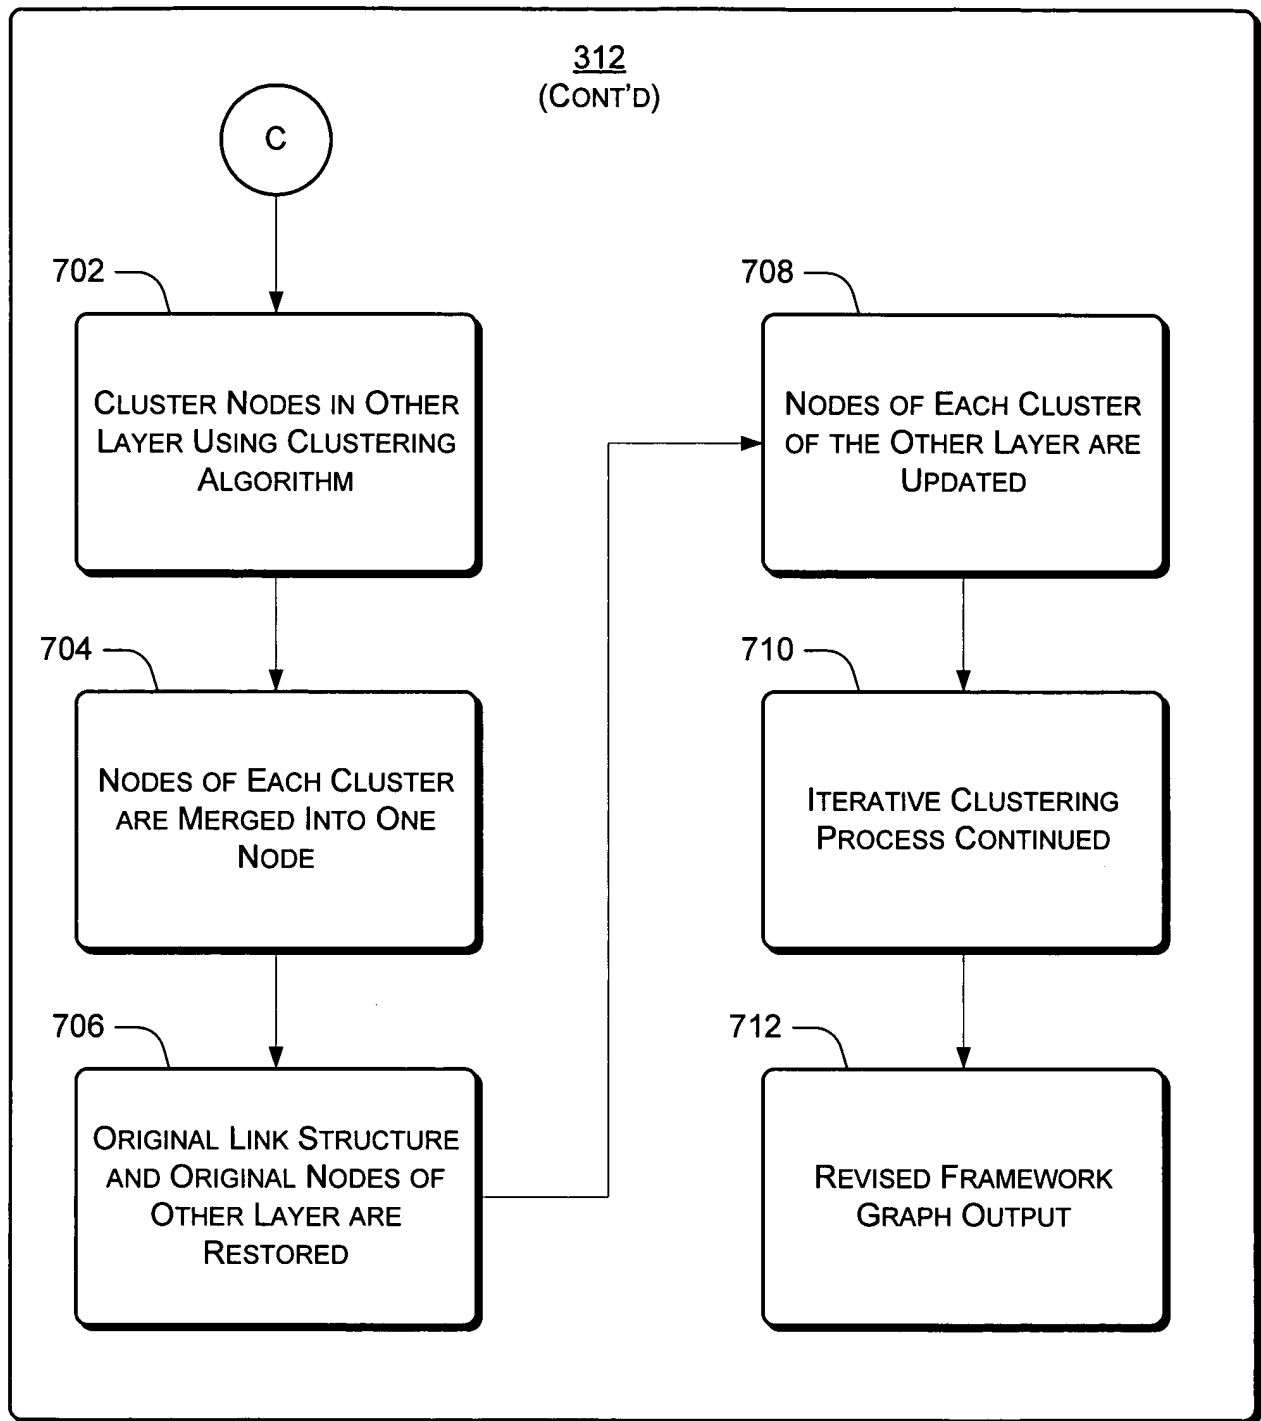 312
(CONT'D)
C
702
CLUSTER NODES IN OTHER
LAYER USING CLUSTERING
ALGORITHM
704
NODES OF EACH CLUSTER
ARE MERGED INTO ONE
NODE
706
ORIGINAL LINK STRUCTURE
AND ORIGINAL NODES OF
OTHER LAYER ARE
RESTORED
708
NODES OF EACH CLUSTER
OF THE OTHER LAYER ARE
UPDATED
710
ITERATIVE CLUSTERING
PROCESS CONTINUED
712
REVISED FRAMEWORK
GRAPH OUTPUT